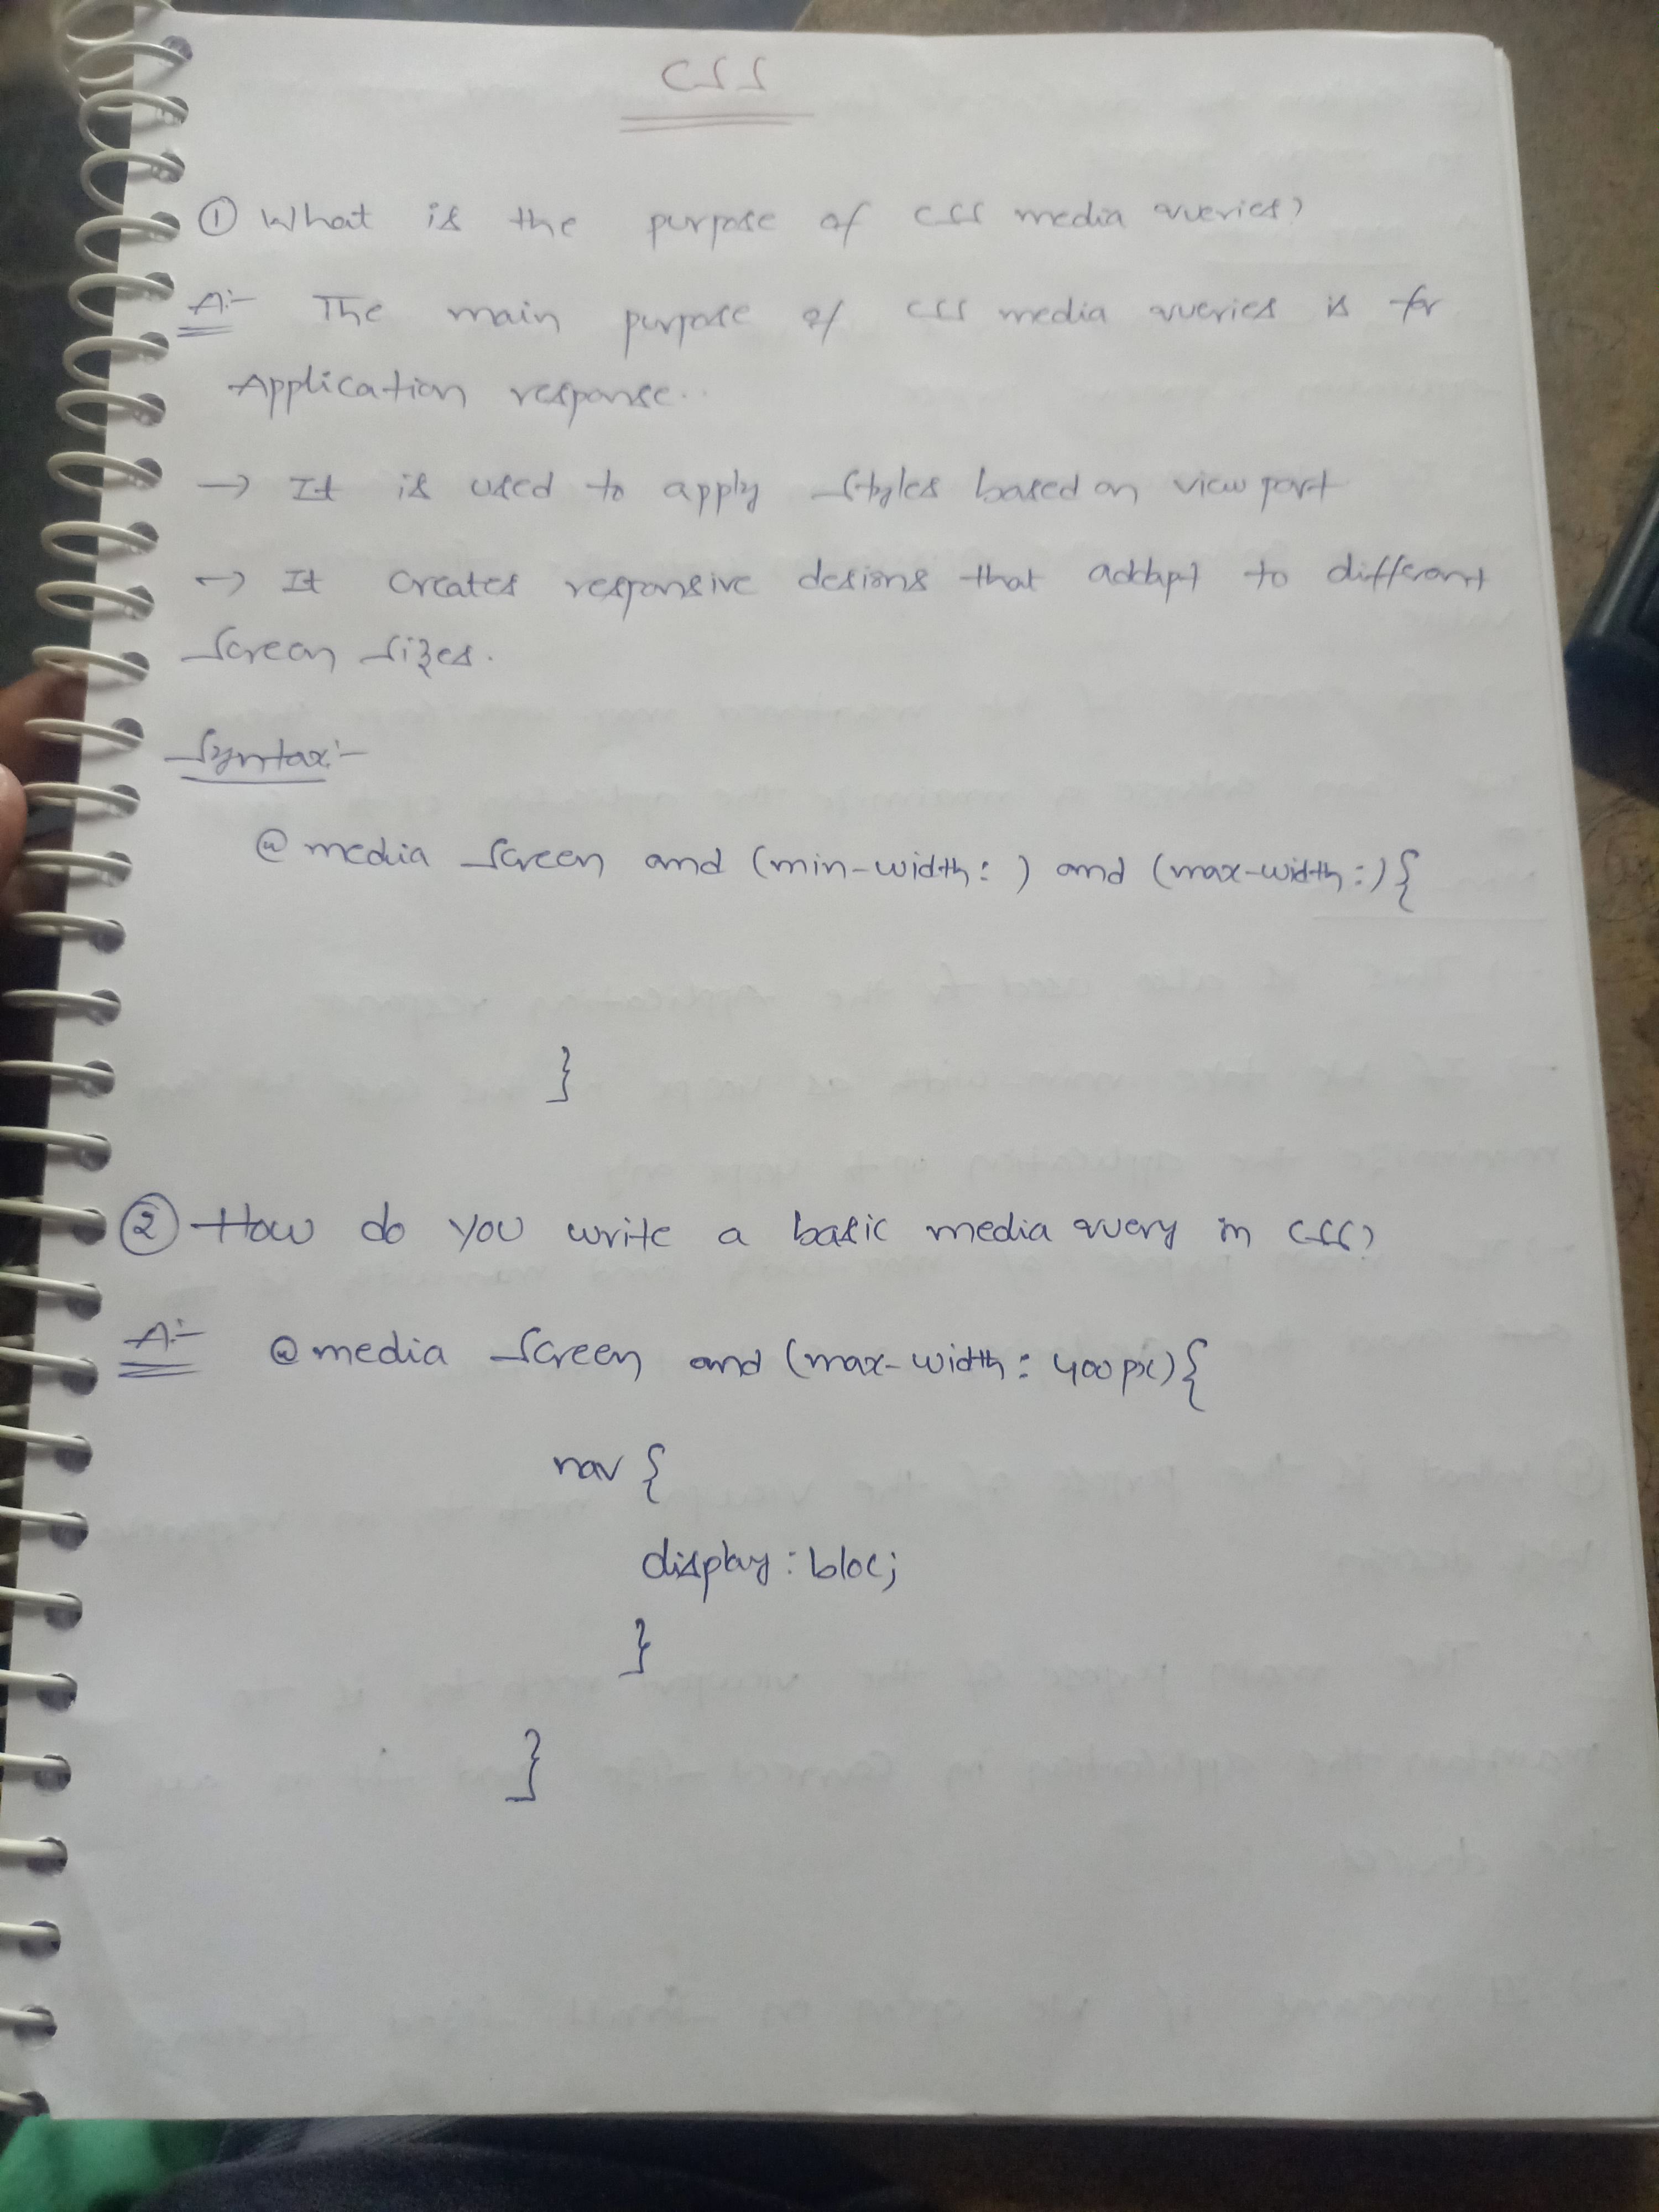 CSS
① What is the purpose of CSS media queries?
A:- The main purpose of CSS media queries is for
Application response..
→ It is used to apply styles based on view port
→ It creates responsive desions that addapt to different
Screen Sizes.
Syntax:-
@media Screen and (min-width: ) and (max-width:){
}
② How do you write a basic media query in CSS?
A:- @media Screen and (max-width: 400px){
nav {
display: bloc;
}
}